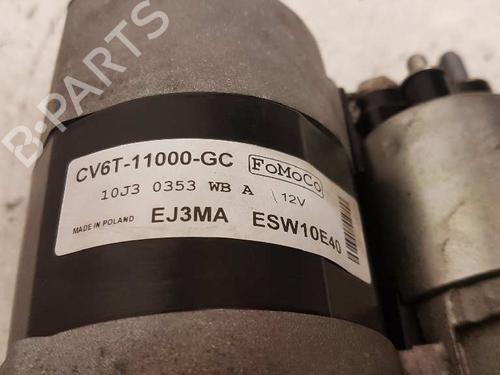 B-PARTS
CV6T-11000-GC FoMoCo
10J3 0353 WB A 12V
MADE IN POLAND EJ3MA ESW10E40